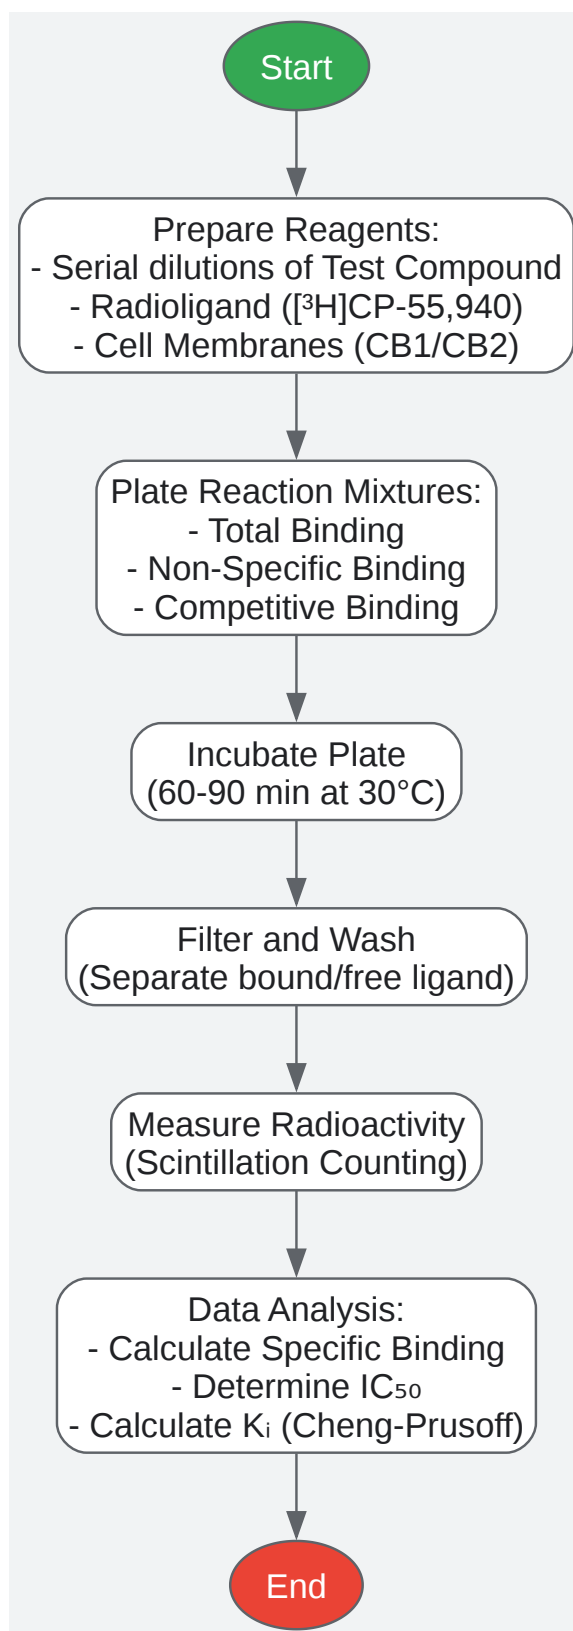 Start
Prepare Reagents:
- Serial dilutions of Test Compound
- Radioligand ([³H]CP-55,940)
- Cell Membranes (CB1/CB2)
Plate Reaction Mixtures:
- Total Binding
- Non-Specific Binding
- Competitive Binding
Incubate Plate
(60-90 min at 30°C)
Filter and Wash
(Separate bound/free ligand)
Measure Radioactivity
(Scintillation Counting)
Data Analysis:
- Calculate Specific Binding
- Determine IC₅₀
- Calculate Kᵢ (Cheng-Prusoff)
End